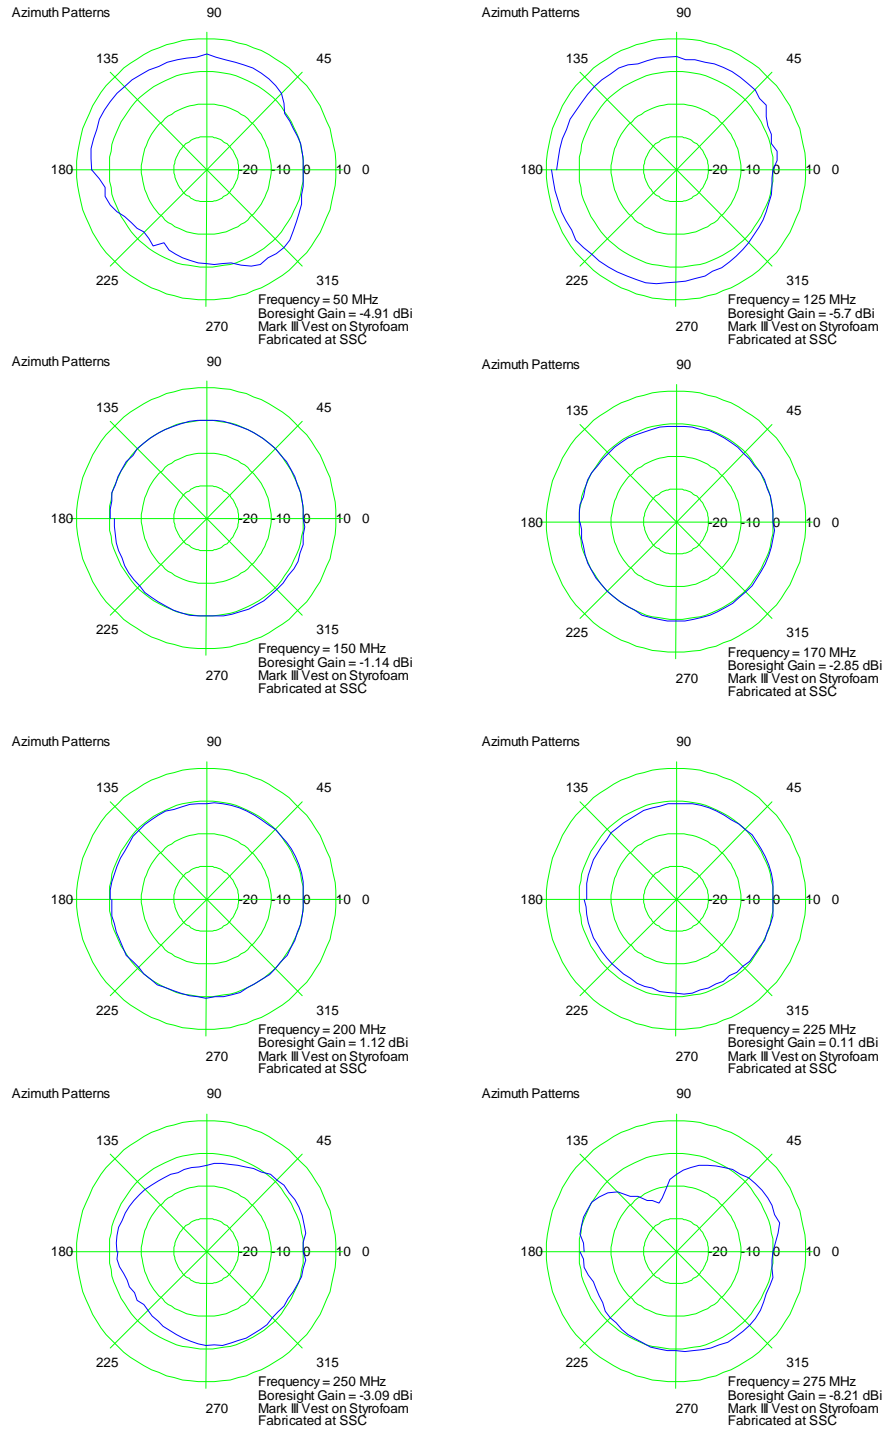 Azimuth Patterns
90
135
45
180
-20 -10 0 10 0
225
315
270
Frequency = 50 MHz
Boresight Gain = -4.91 dBi
Mark III Vest on Styrofoam
Fabricated at SSC
Azimuth Patterns
90
135
45
180
-20 -10 0 10 0
225
315
270
Frequency = 125 MHz
Boresight Gain = -5.7 dBi
Mark III Vest on Styrofoam
Fabricated at SSC
Azimuth Patterns
90
135
45
180
-20 -10 0 10 0
225
315
270
Frequency = 150 MHz
Boresight Gain = -1.14 dBi
Mark III Vest on Styrofoam
Fabricated at SSC
Azimuth Patterns
90
135
45
180
-20 -10 0 10 0
225
315
270
Frequency = 170 MHz
Boresight Gain = -2.85 dBi
Mark III Vest on Styrofoam
Fabricated at SSC
Azimuth Patterns
90
135
45
180
-20 -10 0 10 0
225
315
270
Frequency = 200 MHz
Boresight Gain = 1.12 dBi
Mark III Vest on Styrofoam
Fabricated at SSC
Azimuth Patterns
90
135
45
180
-20 -10 0 10 0
225
315
270
Frequency = 225 MHz
Boresight Gain = 0.11 dBi
Mark III Vest on Styrofoam
Fabricated at SSC
Azimuth Patterns
90
135
45
180
-20 -10 0 10 0
225
315
270
Frequency = 250 MHz
Boresight Gain = -3.09 dBi
Mark III Vest on Styrofoam
Fabricated at SSC
Azimuth Patterns
90
135
45
180
-20 -10 0 10 0
225
315
270
Frequency = 275 MHz
Boresight Gain = -8.21 dBi
Mark III Vest on Styrofoam
Fabricated at SSC